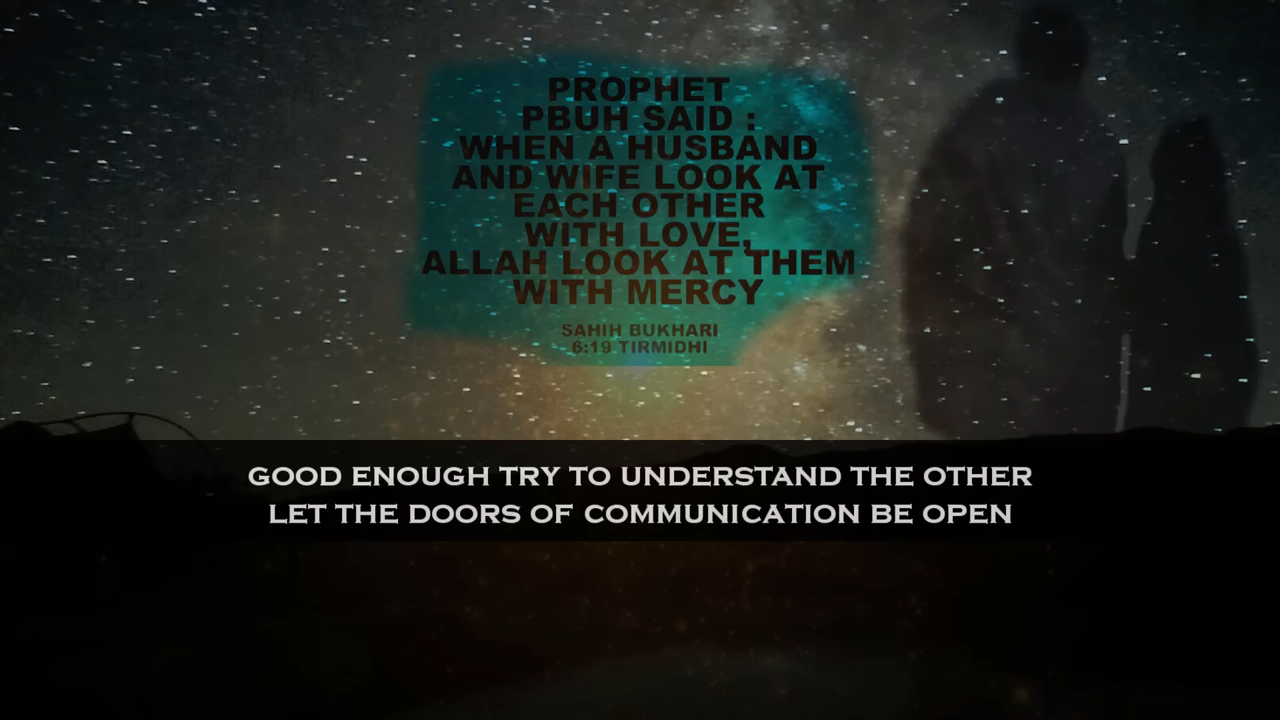 PROPHET
PBUH SAID :
WHEN A HUSBAND
AND WIFE LOOK AT
EACH OTHER
WITH LOVE,
ALLAH LOOK AT THEM
WITH MERCY
SAHIH BUKHARI
6:19 TIRMIDHI
GOOD ENOUGH TRY TO UNDERSTAND THE OTHER
LET THE DOORS OF COMMUNICATION BE OPEN